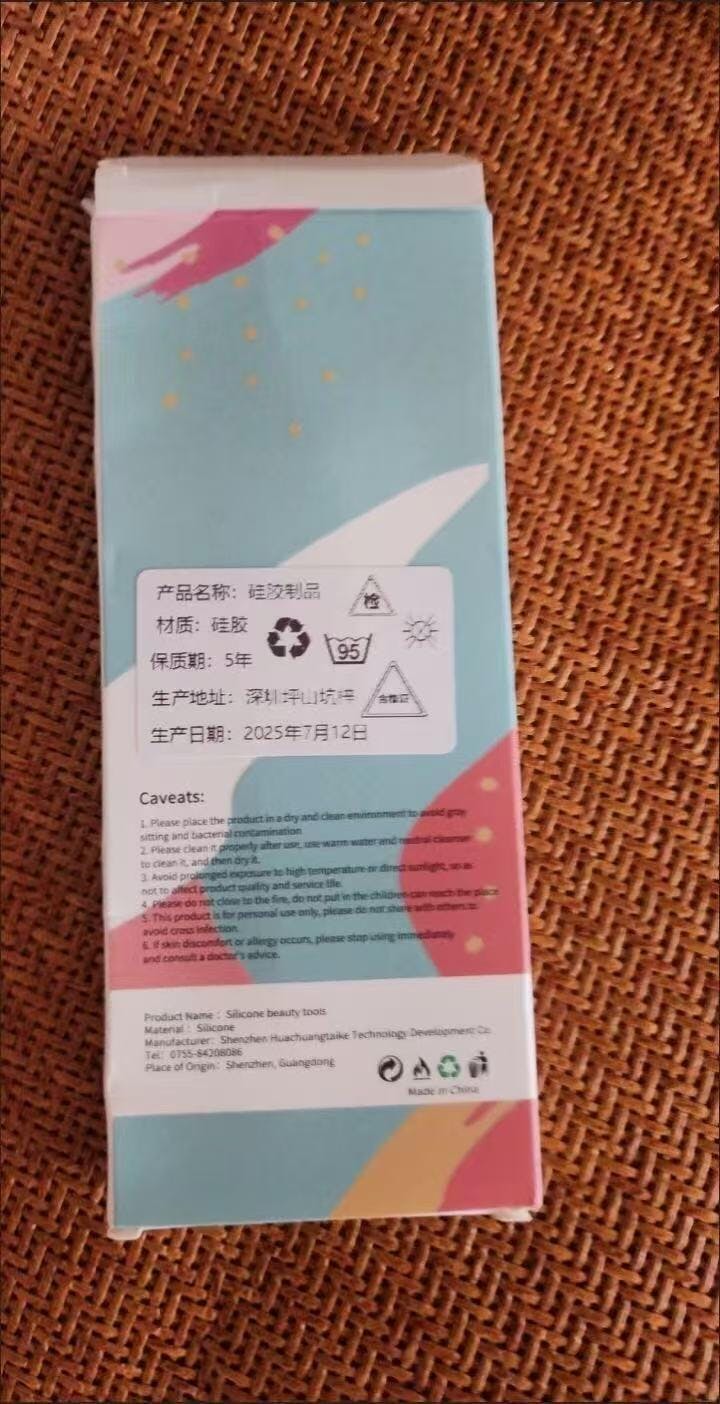 产品名称：硅胶制品
检
材质：硅胶
95
保质期：5年
生产地址：深圳坪山坑梓
合格证
生产日期：2025年7月12日
Caveats:
1. Please place the product in a dry and clean environment to avoid gray
sitting and bacterial contamination
2. Please clean it properly after use, use warm water and neutral cleanser
to clean it, and then dry it.
3. Avoid prolonged exposure to high temperature or direct sunlight, so as
not to affect product quality and service life.
4. Please do not close to the fire, do not put in the children can reach the place
5. This product is for personal use only, please do not share with others to
avoid cross infection.
6. If skin discomfort or allergy occurs, please stop using immediately
and consult a doctor's advice.
Product Name： Silicone beauty tools
Material： Silicone
Manufacturer： Shenzhen Huachuangtaike Technology Development Co
Tel： 0755-84208086
Place of Origin： Shenzhen, Guangdong
Made in China